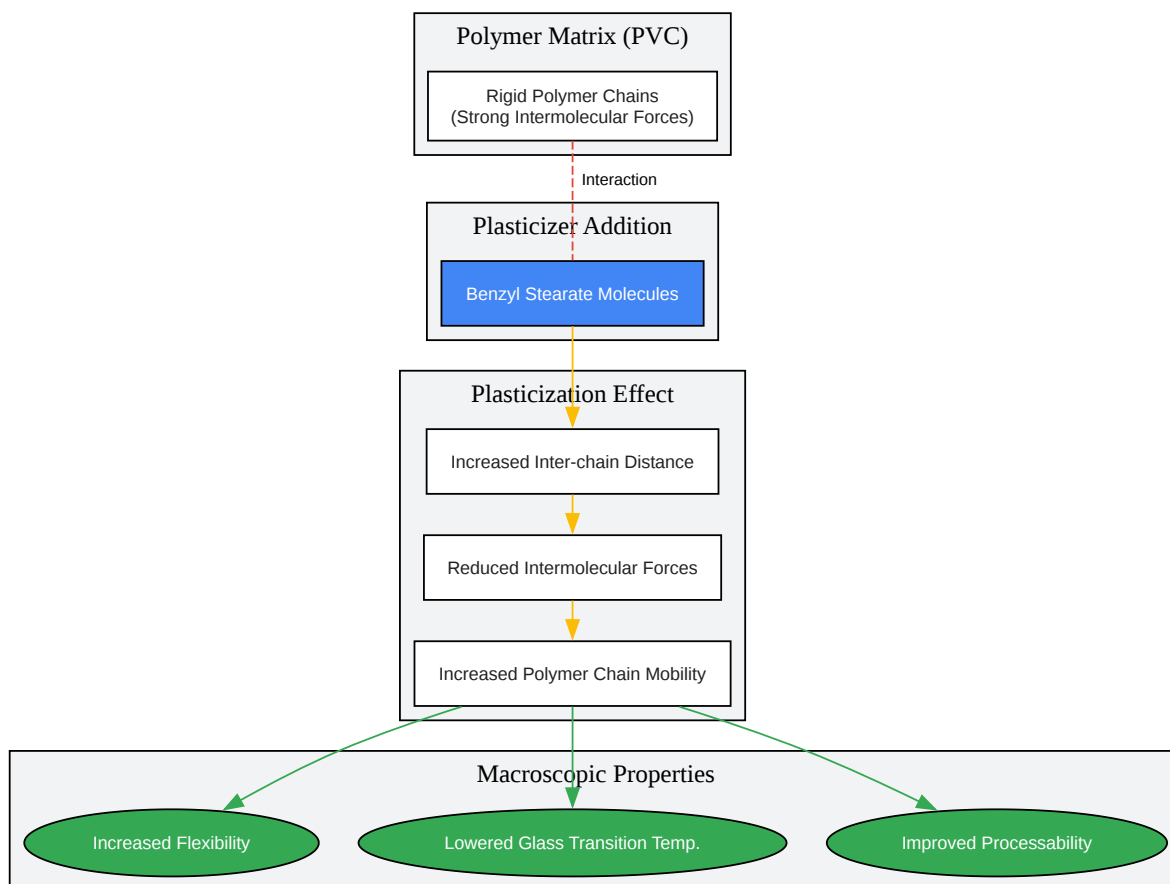 Polymer Matrix (PVC)
Rigid Polymer Chains
(Strong Intermolecular Forces)
Interaction
Plasticizer Addition
Benzyl Stearate Molecules
Plasticization Effect
Increased Inter-chain Distance
Reduced Intermolecular Forces
Increased Polymer Chain Mobility
Macroscopic Properties
Increased Flexibility
Lowered Glass Transition Temp.
Improved Processability